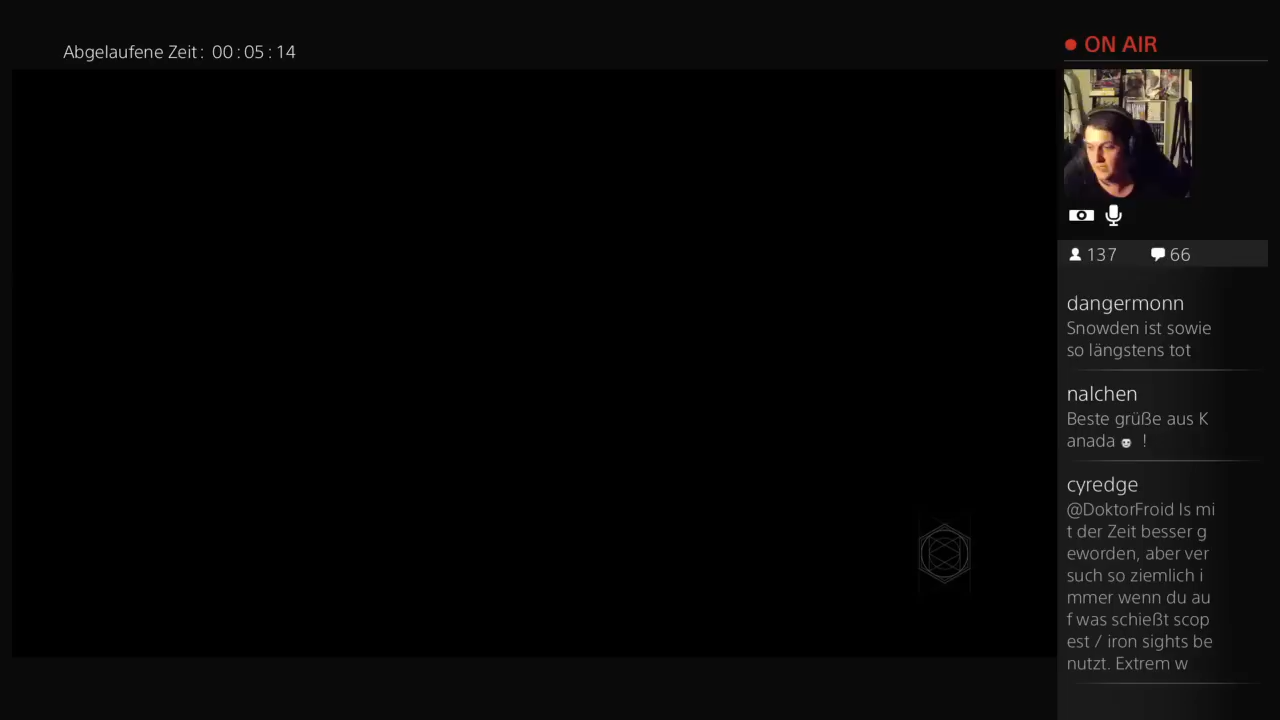 Abgelaufene Zeit: 00:05:14
ON AIR
137 66
dangermonn
Snowden ist sowie
so längstens tot
nalchen
Beste grüße aus K
anada !
cyredge
@DoktorFroid Is mi
t der Zeit besser g
eworden, aber ver
such so ziemlich i
mmer wenn du au
f was schießt scop
est / iron sights be
nutzt. Extrem w